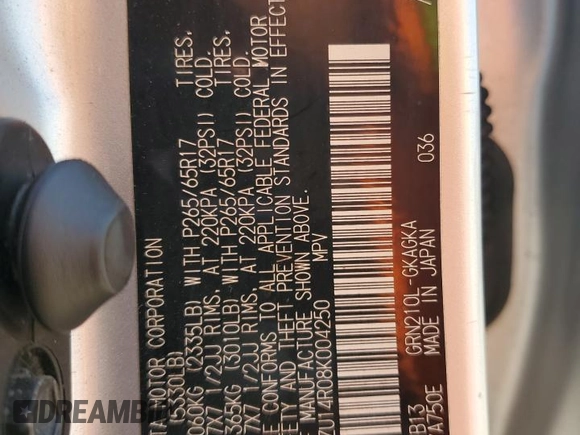 TA MOTOR CORPORATION
5330LB)
060KG (2335LB) WITH P265/65R17 TIRES,
7X7 1/2JJ RIMS, AT 220KPA (32PSI) COLD.
365KG (3010LB) WITH P265/65R17 TIRES,
7X7 1/2JJ RIMS, AT 220KPA (32PSI) COLD.
E CONFORMS TO ALL APPLICABLE FEDERAL MOTOR
ETY AND THEFT PREVENTION STANDARDS IN EFFECT
E MANUFACTURE SHOWN ABOVE.
ZU14R08K004250 MPV
036
GRN210L-GKAGKA
B13
A750E MADE IN JAPAN
DREAMBID
DREAMBID